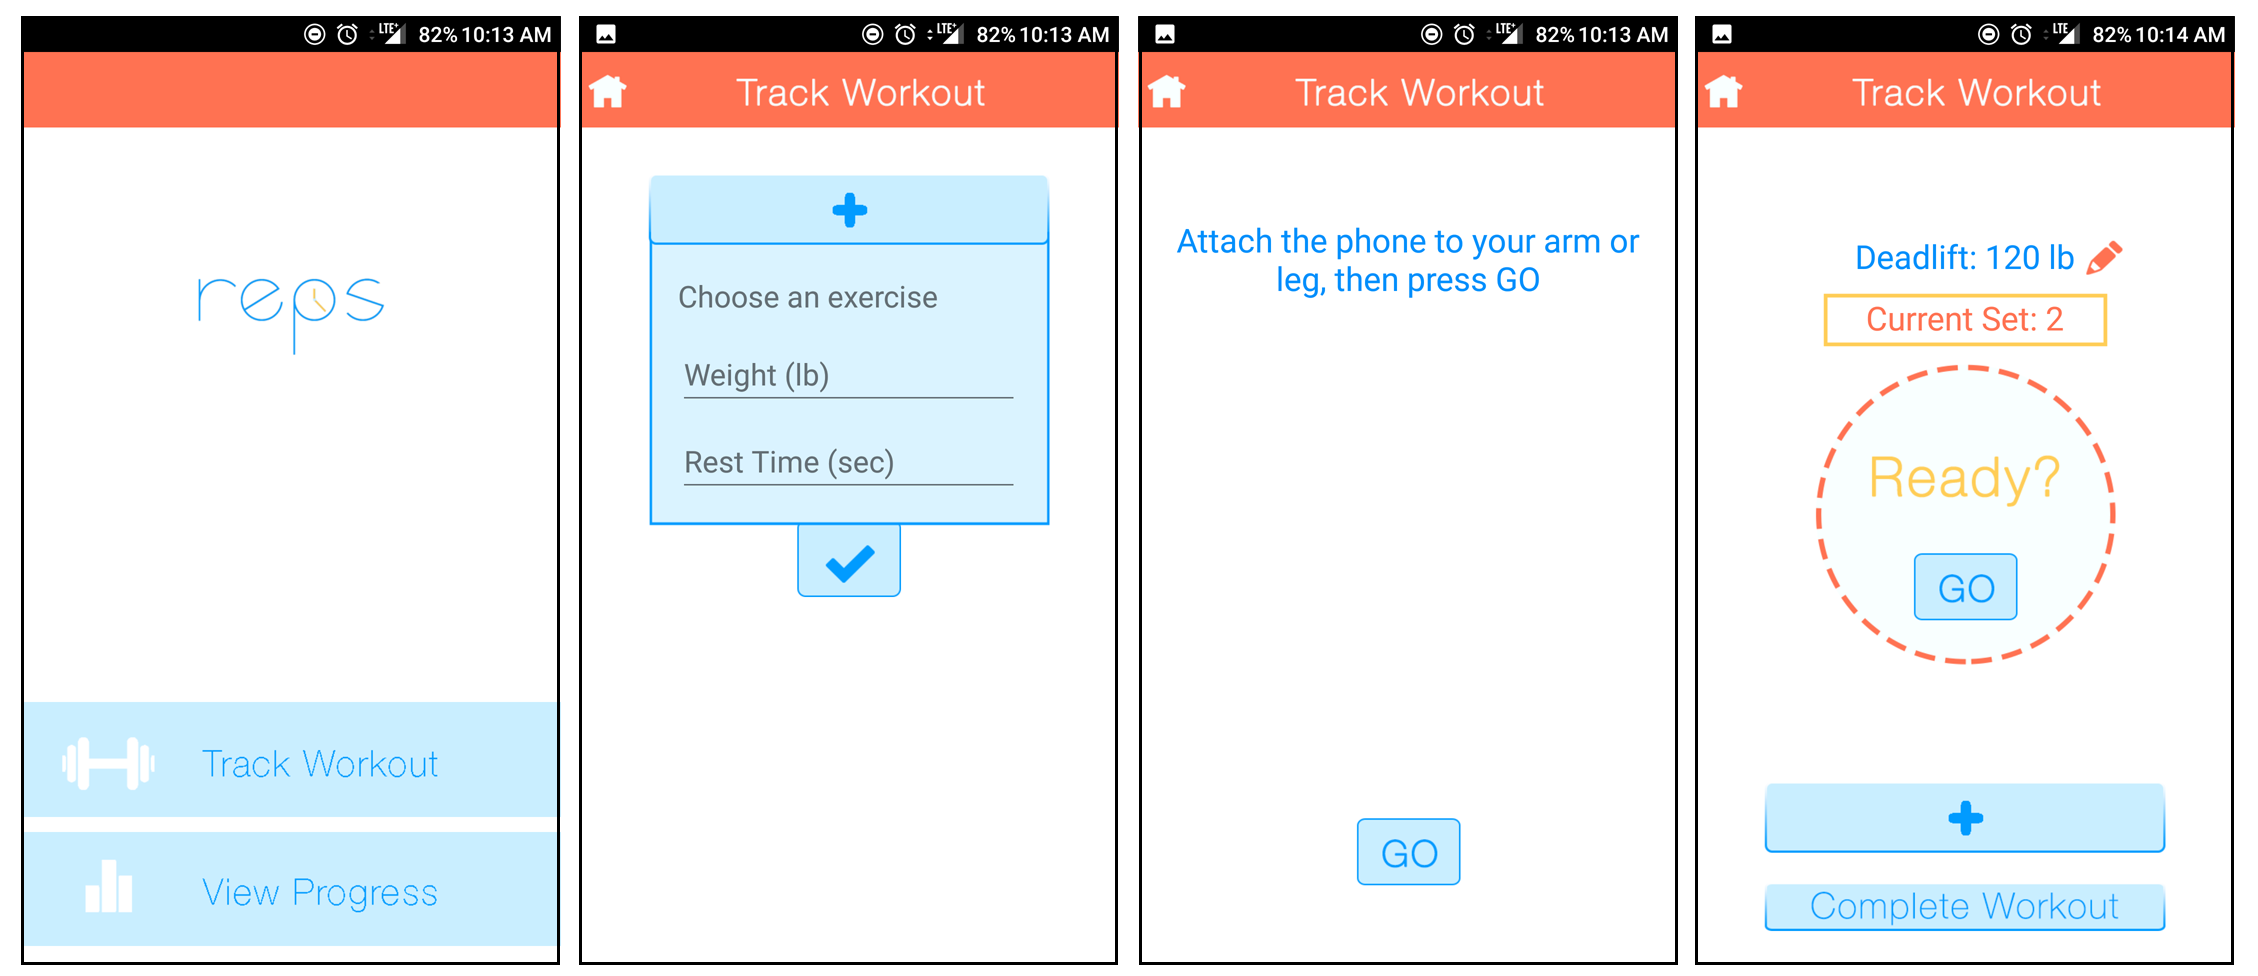 LTE+ 82% 10:13 AM
reps
Track Workout
View Progress
LTE+ 82% 10:13 AM
Track Workout
Choose an exercise
Weight (lb)
Rest Time (sec)
LTE+ 82% 10:13 AM
Track Workout
Attach the phone to your arm or
leg, then press GO
GO
LTE 82% 10:14 AM
Track Workout
Deadlift: 120 lb
Current Set: 2
Ready?
GO
Complete Workout